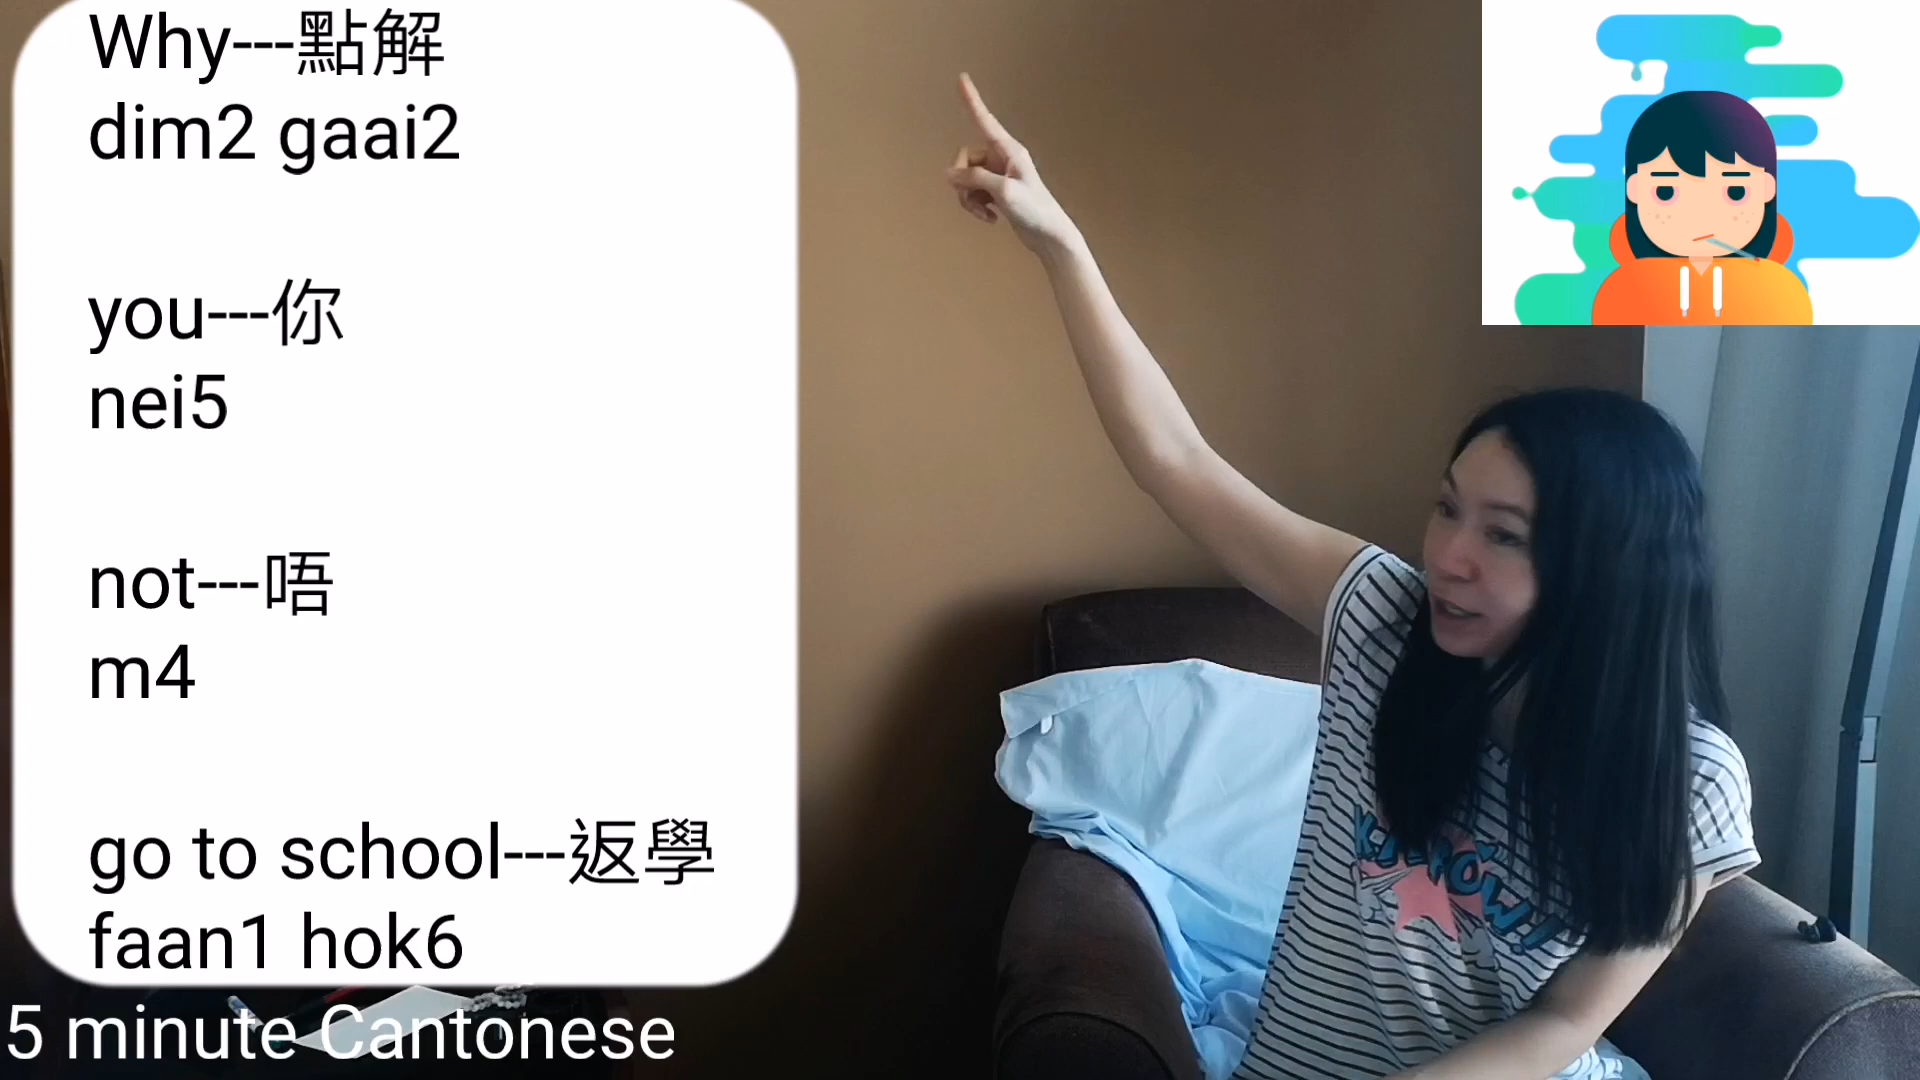 Why---點解
dim2 gaai2
you---你
nei5
not---唔
m4
go to school---返學
faan1 hok6
5 minute Cantonese